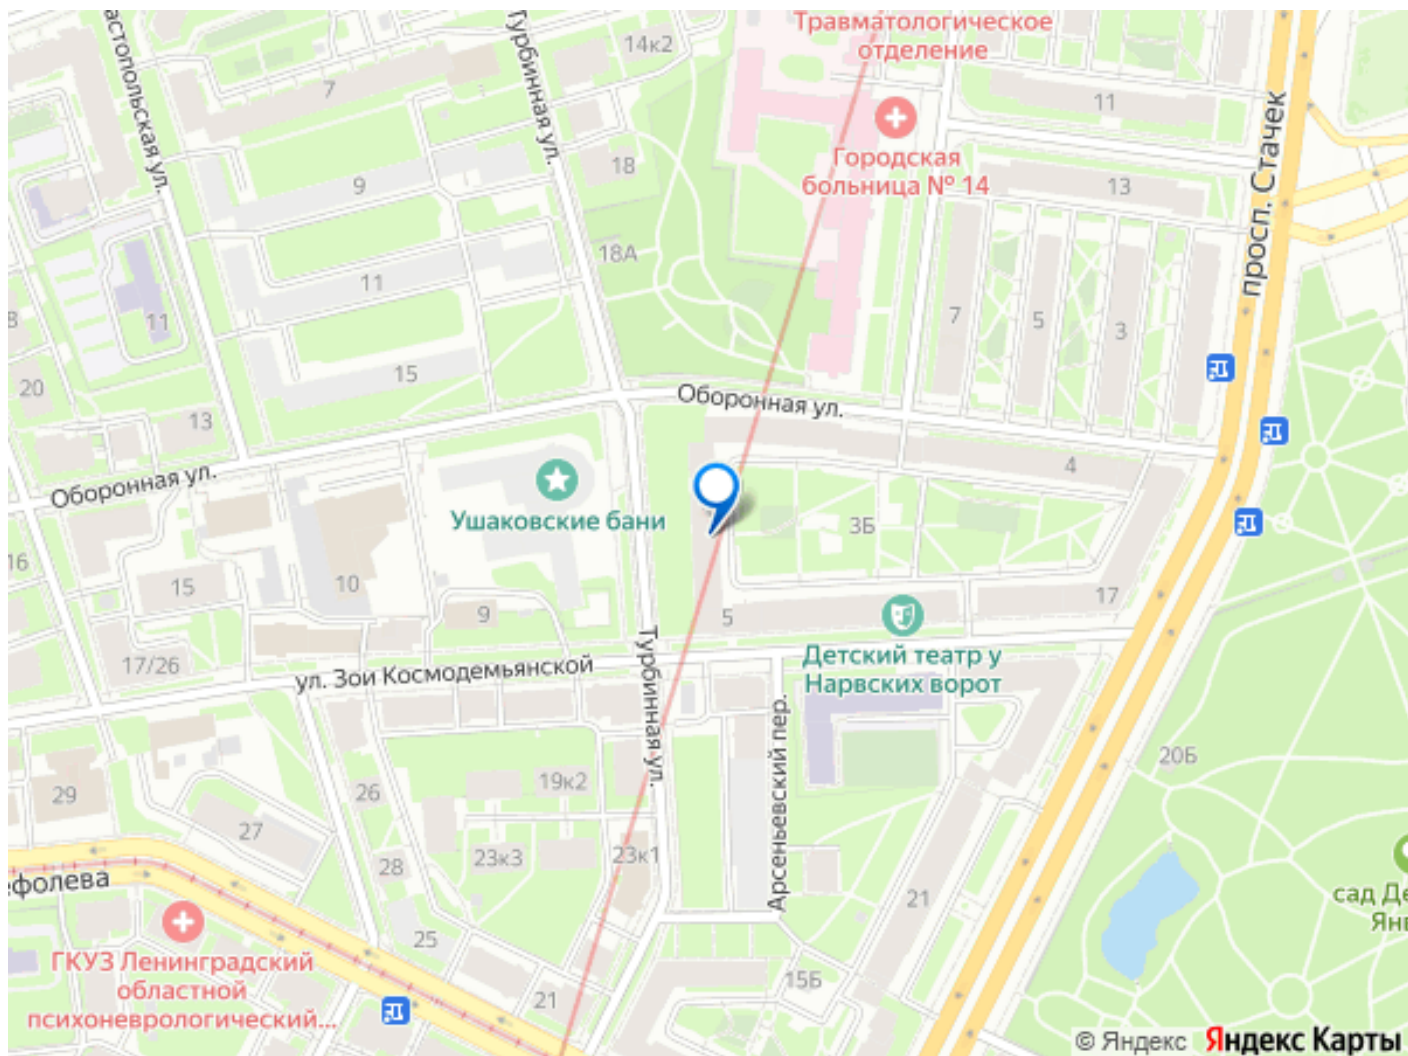 Травматологическое
отделение
Турбинная ул.
14к2
7
11
Городская
больница № 14
просп. Стачек
18
9
13
18А
11
11
7
5
3
20
15
13
Оборонная ул.
Оборонная ул.
4
Ушаковские бани
3Б
16
15
10
9
5
17
17/26
ул. Зои Космодемьянской
Турбинная ул.
Детский театр у
Нарвских ворот
Арсеньевский пер.
20Б
29
26
19к2
27
28
23к3
23к1
21
25
ГКУЗ Ленинградский
областной
психоневрологический...
21
15Б
© Яндекс Яндекс Карты